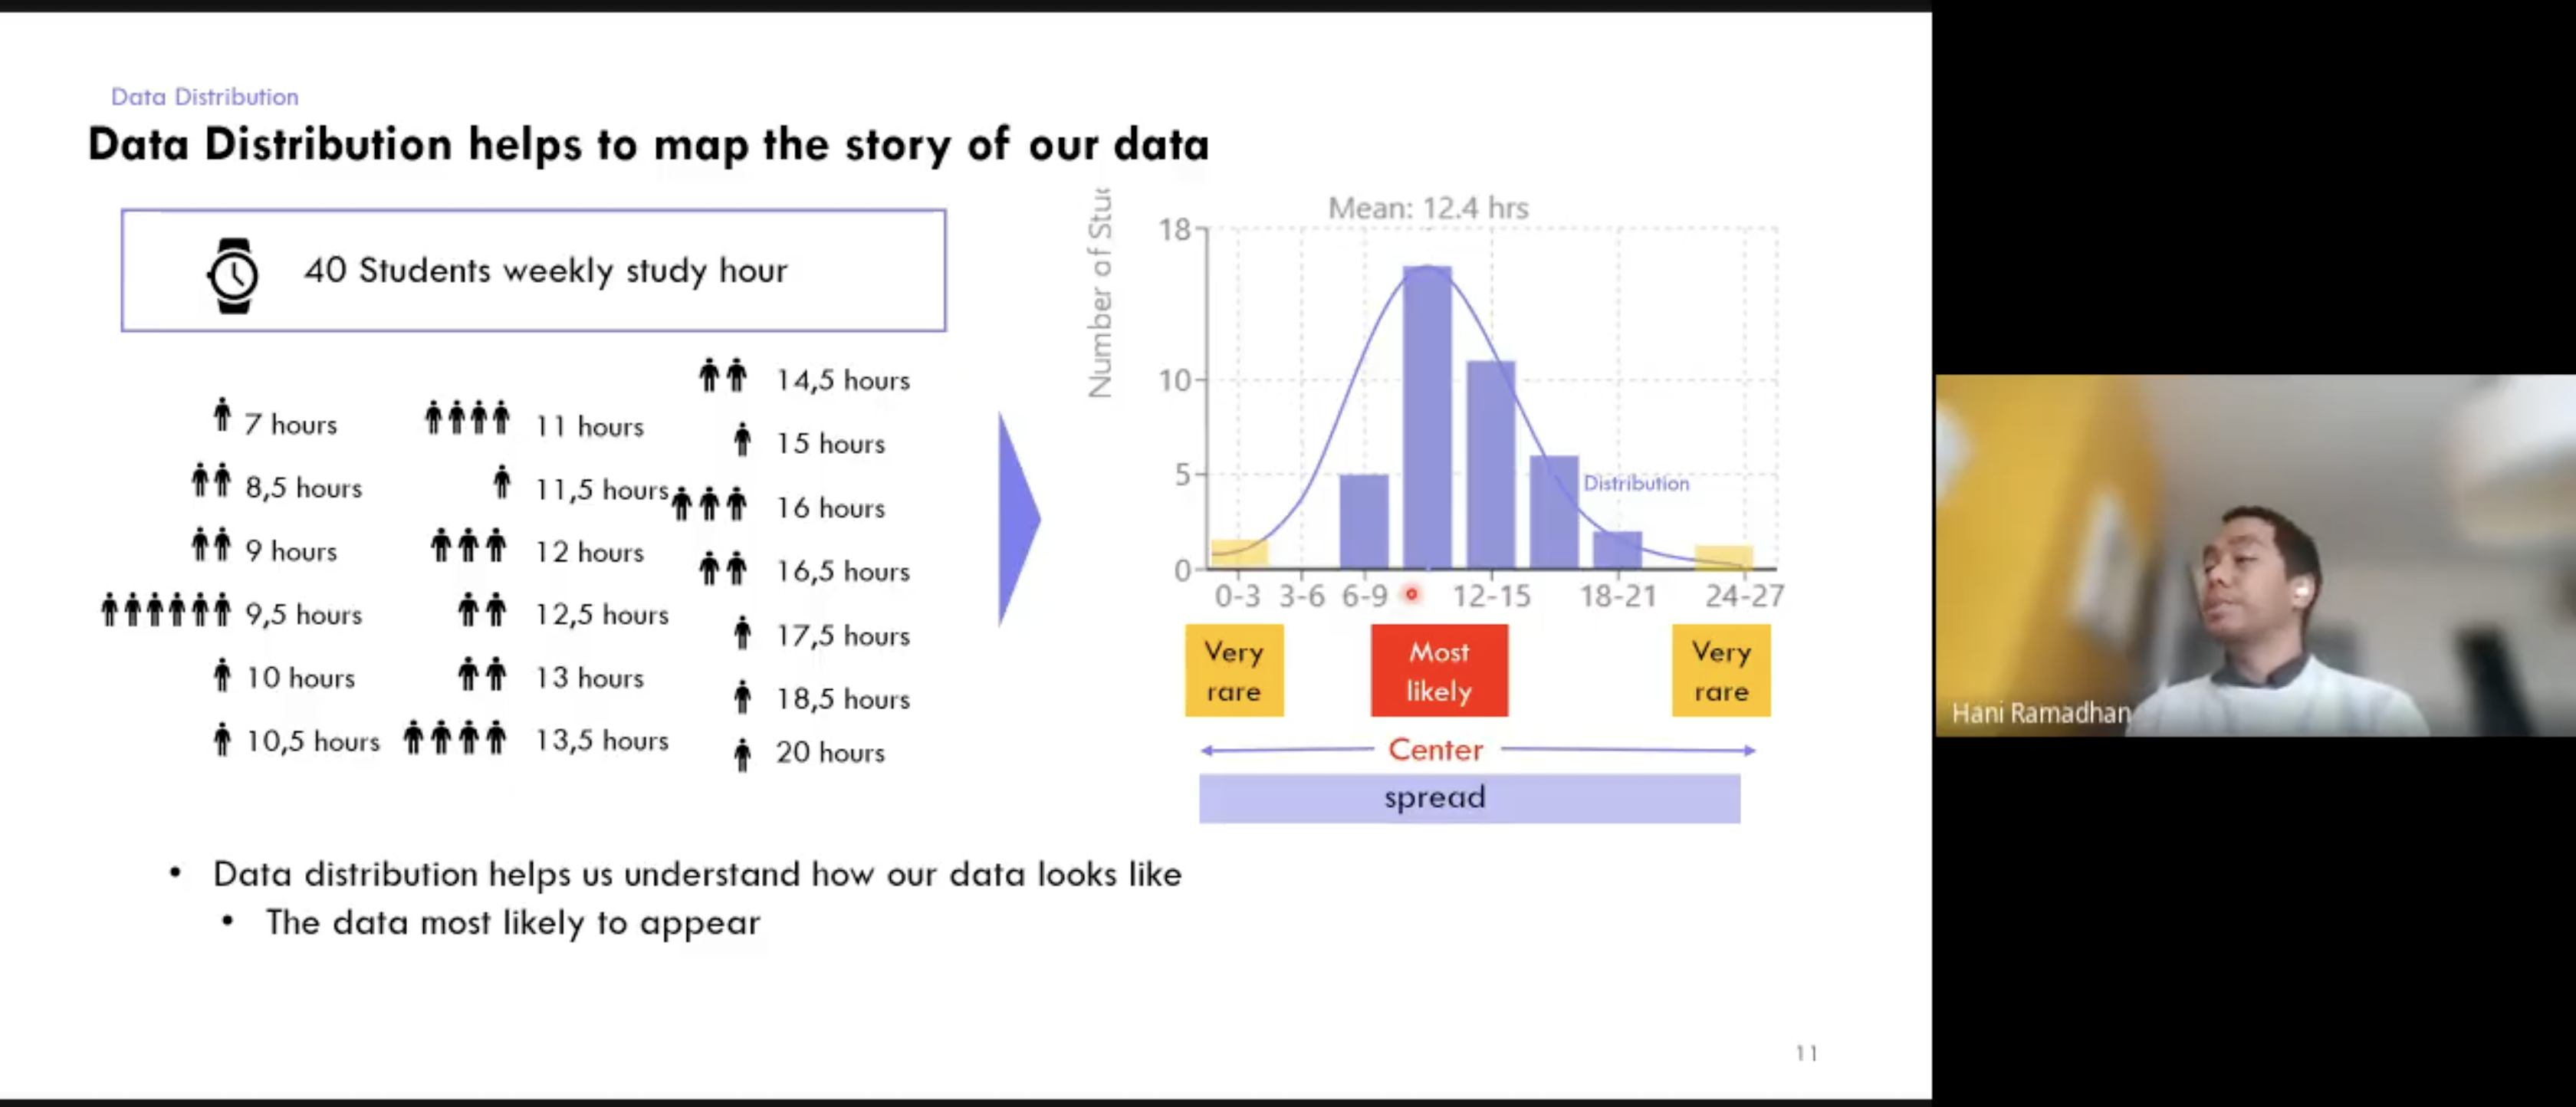 Data Distribution
Data Distribution helps to map the story of our data
40 Students weekly study hour
7 hours
8,5 hours
9 hours
9,5 hours
10 hours
10,5 hours
11 hours
11,5 hours
12 hours
12,5 hours
13 hours
13,5 hours
14,5 hours
15 hours
16 hours
16,5 hours
17,5 hours
18,5 hours
20 hours
Number of Stu
Mean: 12.4 hrs
18
10
5
0
Distribution
0-3 3-6 6-9 12-15 18-21 24-27
Very
rare
Most
likely
Very
rare
Center
spread
• Data distribution helps us understand how our data looks like
• The data most likely to appear
11
Hani Ramadhan